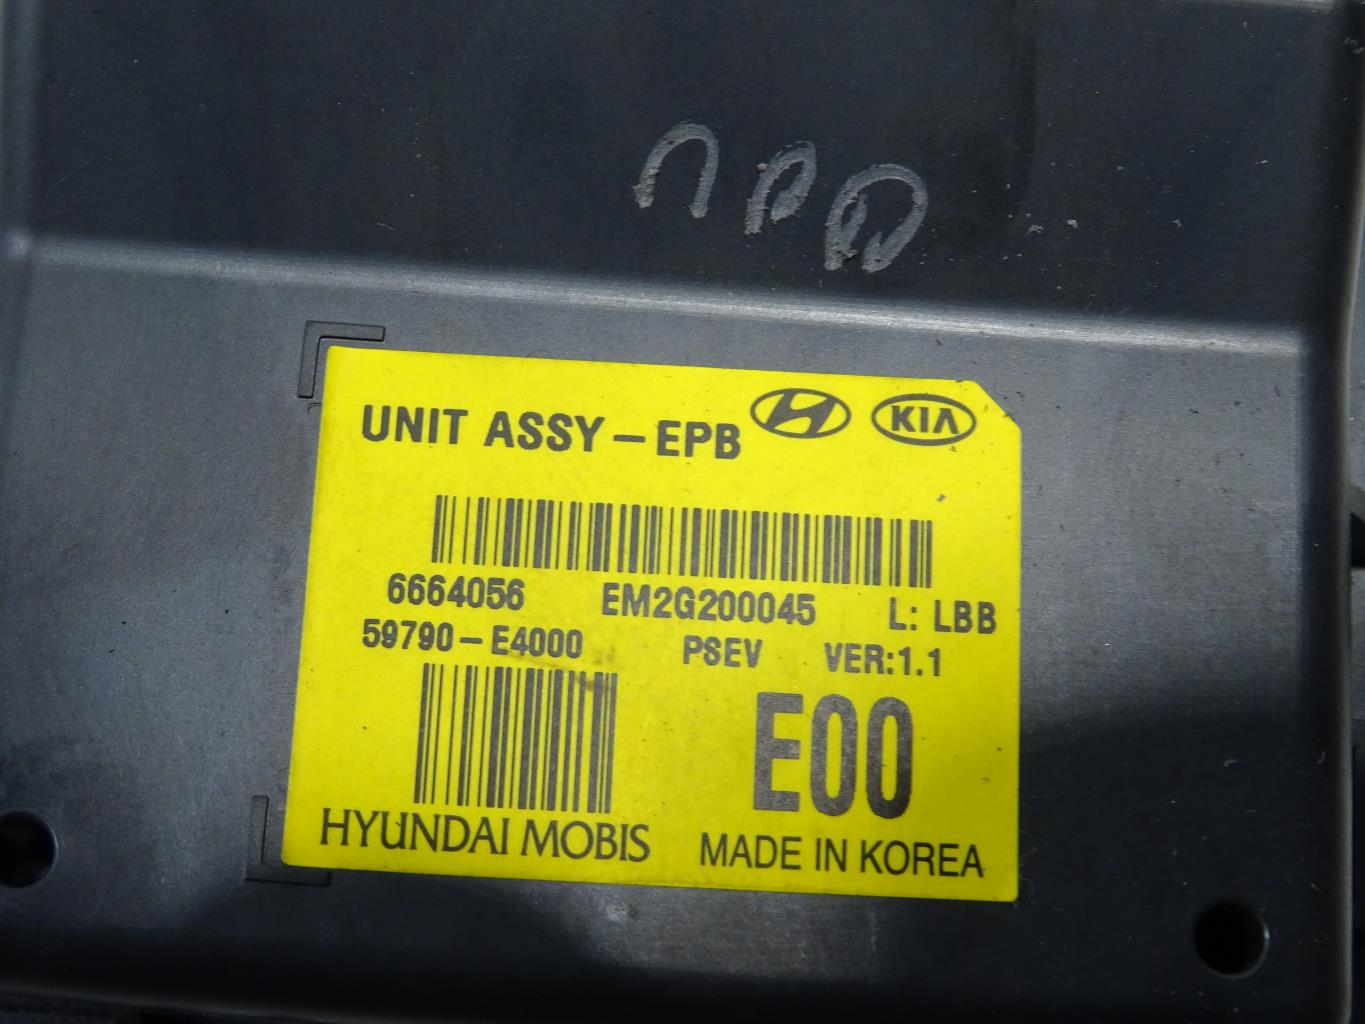 UNIT ASSY-EPB
KIA
6664056 EM2G200045 L: LBB
59790-E4000 PSEV VER:1.1
E00
HYUNDAI MOBIS
MADE IN KOREA